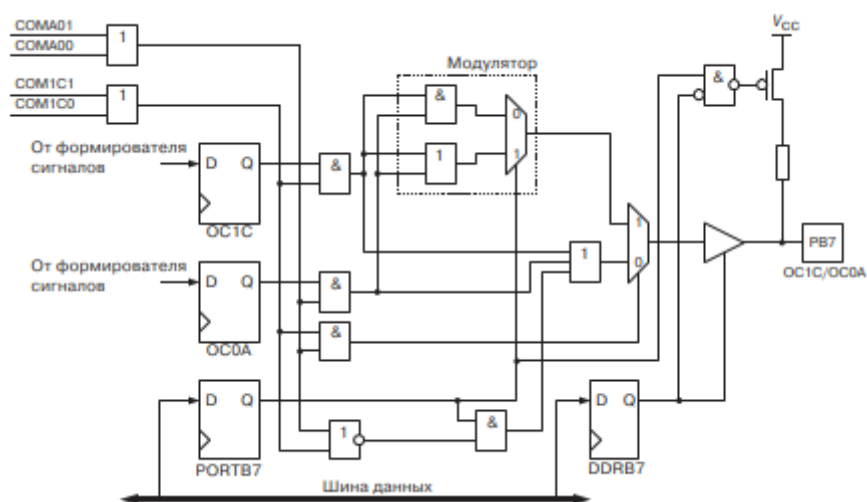 COMA01
COMA00
1
COM1C1
COM1C0
1
Модулятор
VCC
&
&
0
1
1
От формирователя
сигналов
D Q
OC1C
&
1
0
1
PB7
OC1C/OC0A
От формирователя
сигналов
D Q
OC0A
&
&
D Q
PORTB7
1
&
D Q
DDRB7
Шина данных